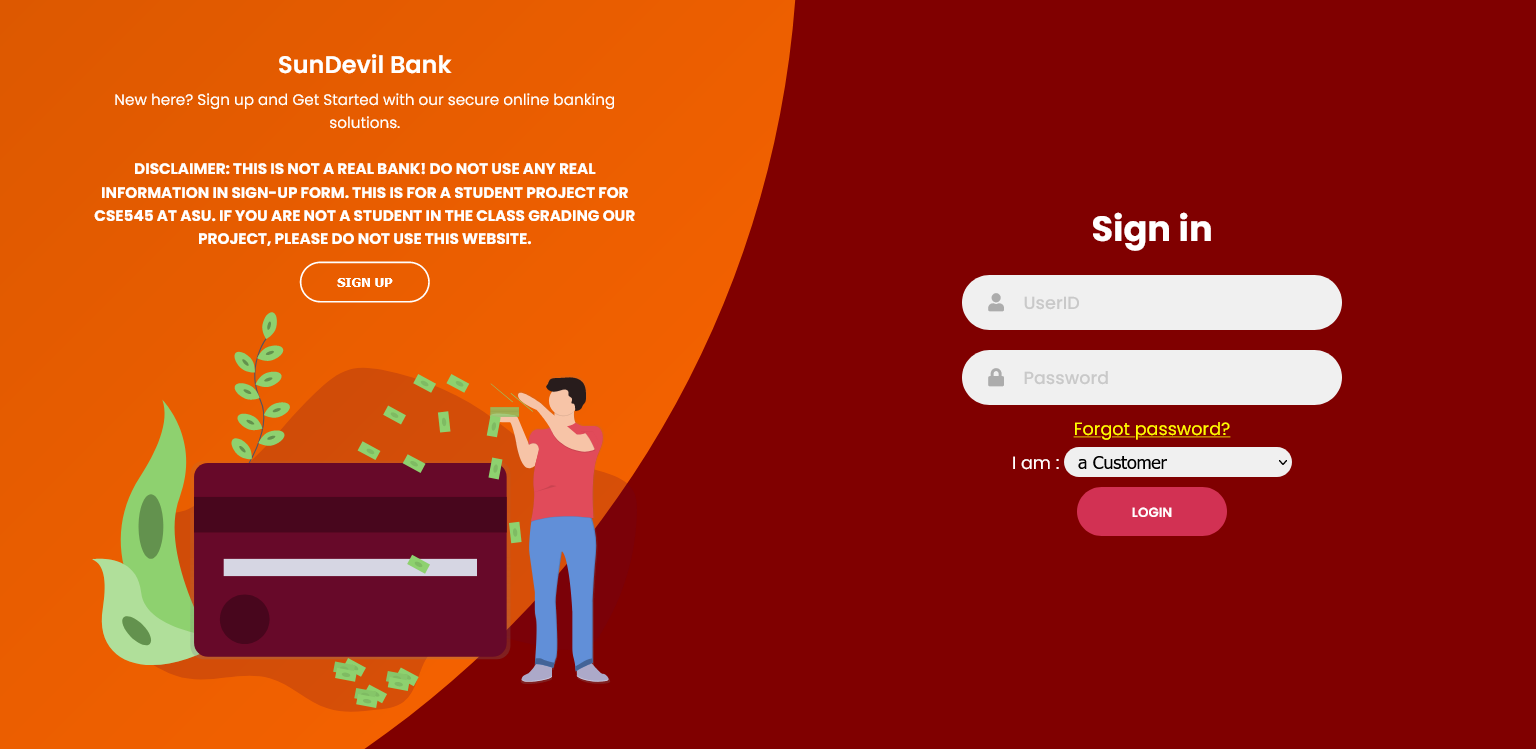 SunDevil Bank
New here? Sign up and Get Started with our secure online banking
solutions.
DISCLAIMER: THIS IS NOT A REAL BANK! DO NOT USE ANY REAL
INFORMATION IN SIGN-UP FORM. THIS IS FOR A STUDENT PROJECT FOR
CSE545 AT ASU. IF YOU ARE NOT A STUDENT IN THE CLASS GRADING OUR
PROJECT, PLEASE DO NOT USE THIS WEBSITE.
SIGN UP
Sign in
UserID
Password
Forgot password?
I am : a Customer
LOGIN